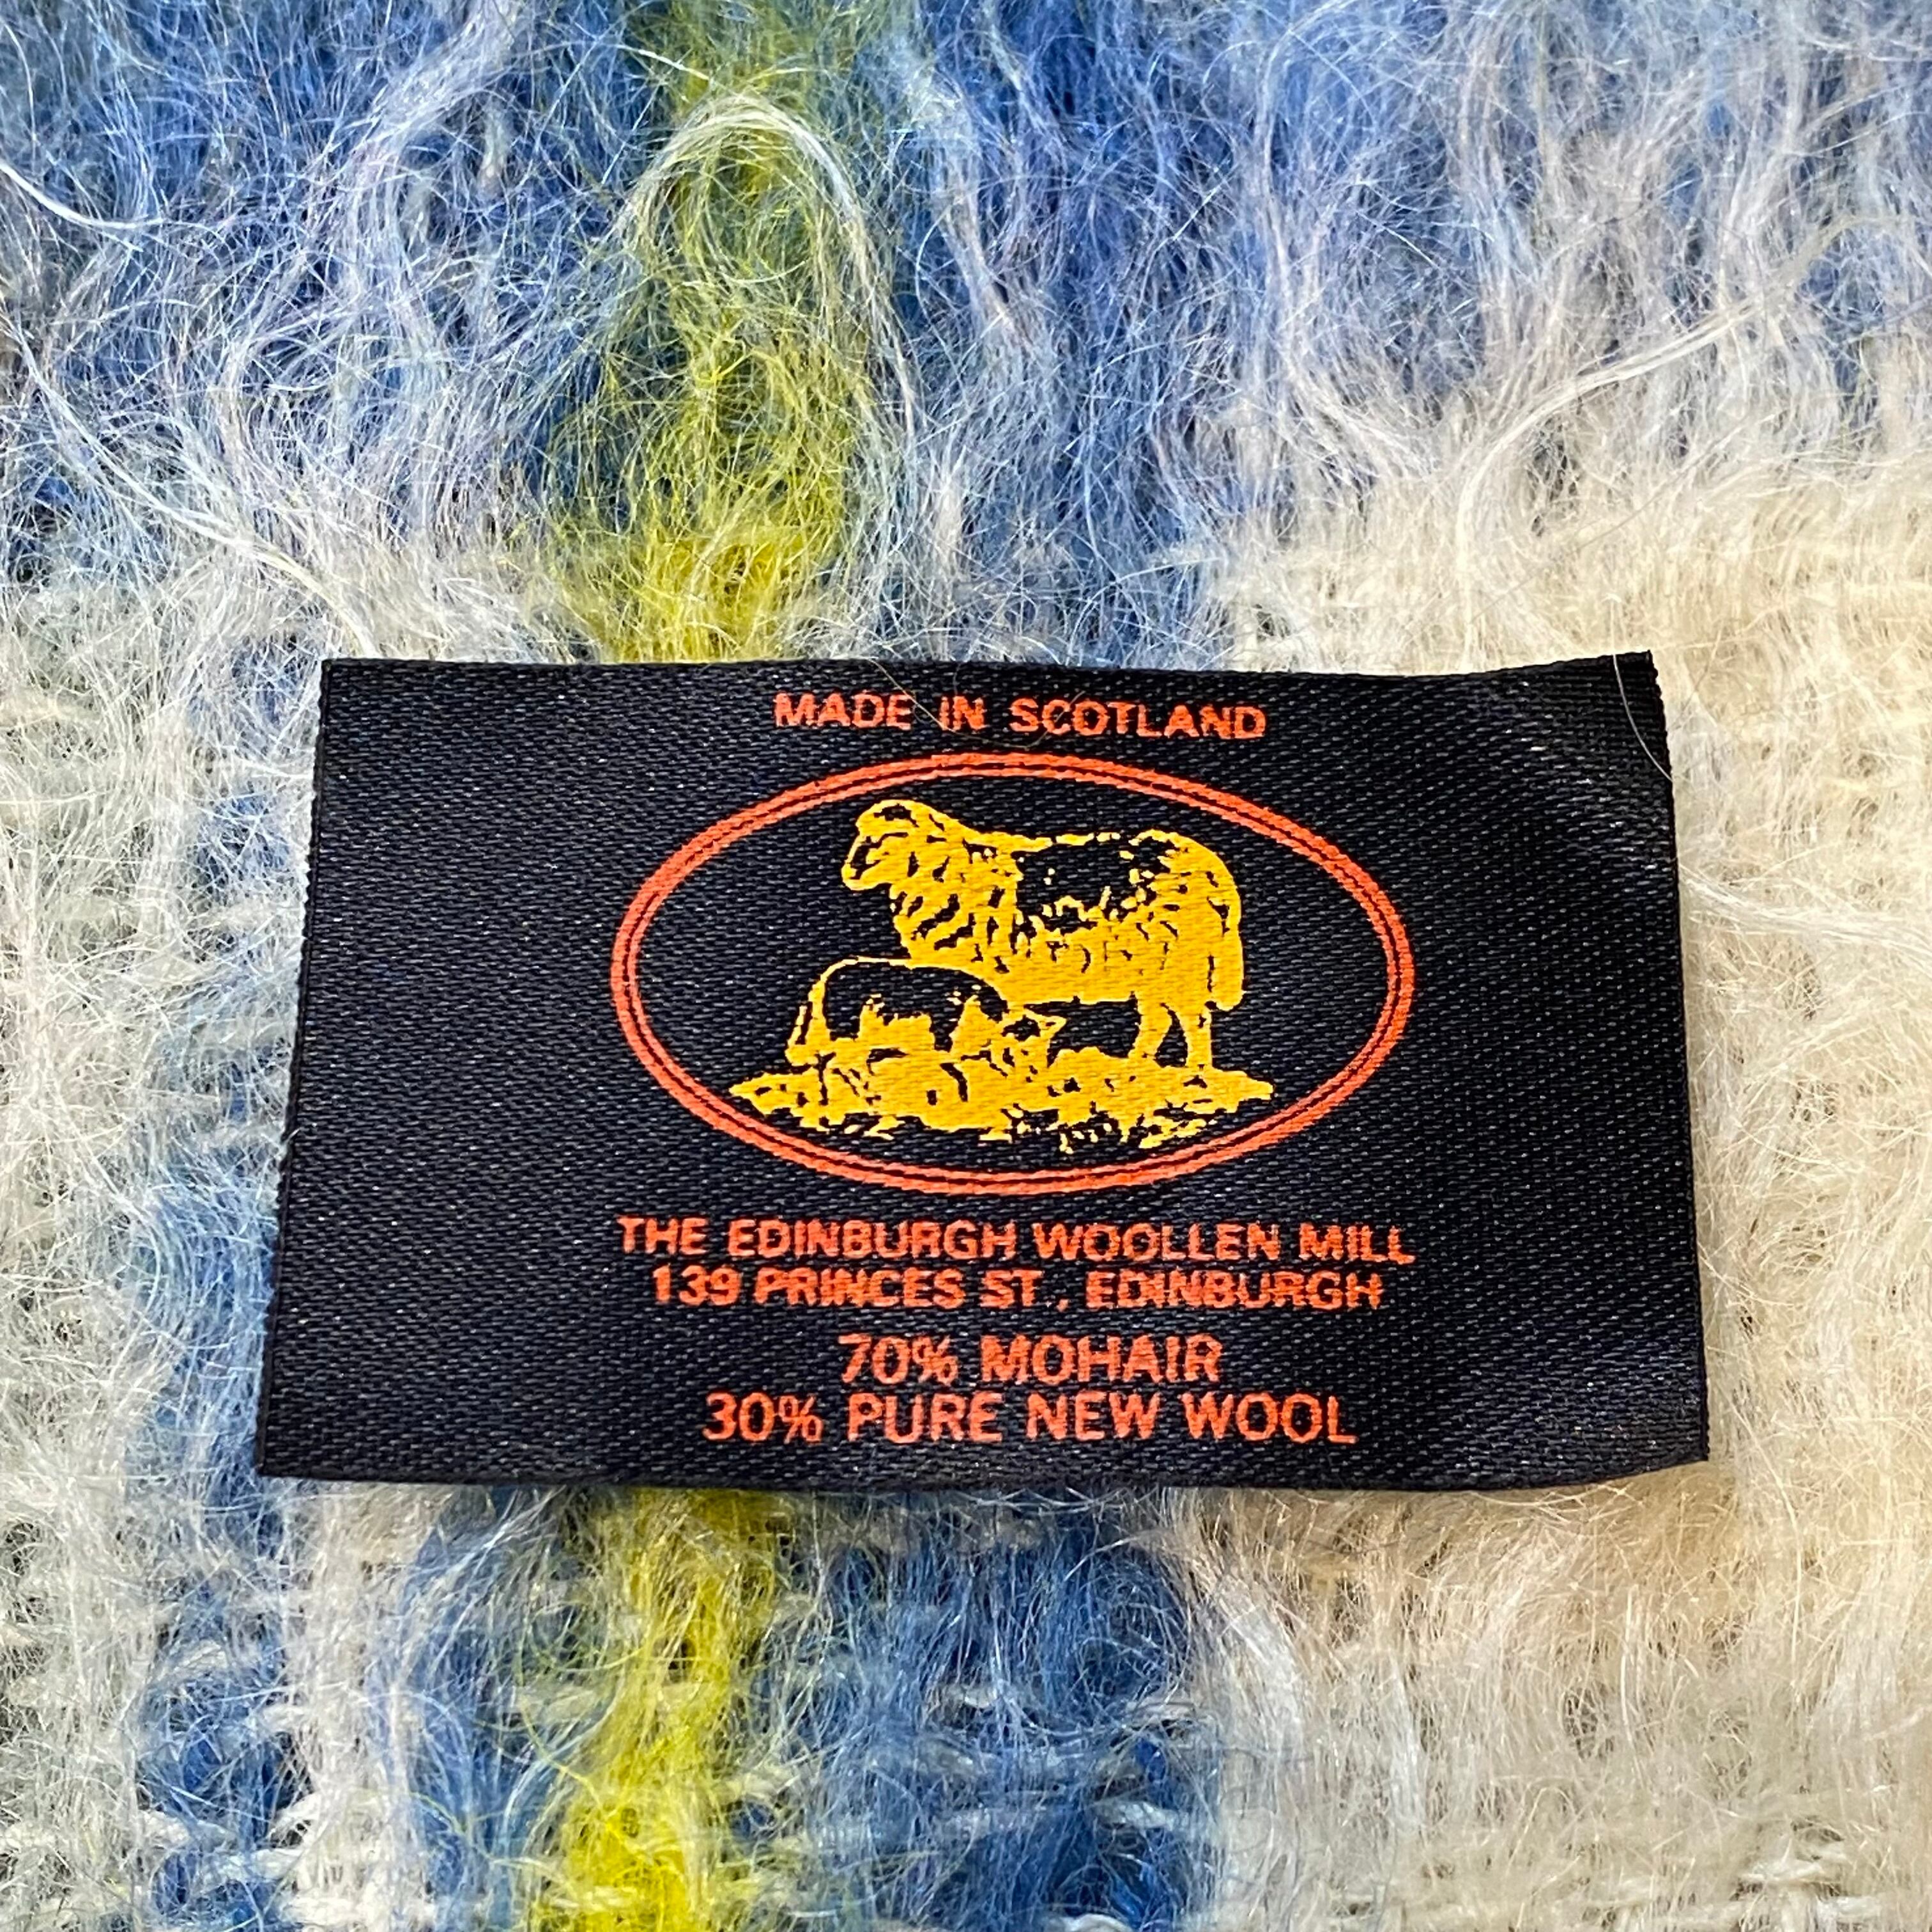 MADE IN SCOTLAND
THE EDINBURGH WOOLLEN MILL
139 PRINCES ST., EDINBURGH
70% MOHAIR
30% PURE NEW WOOL